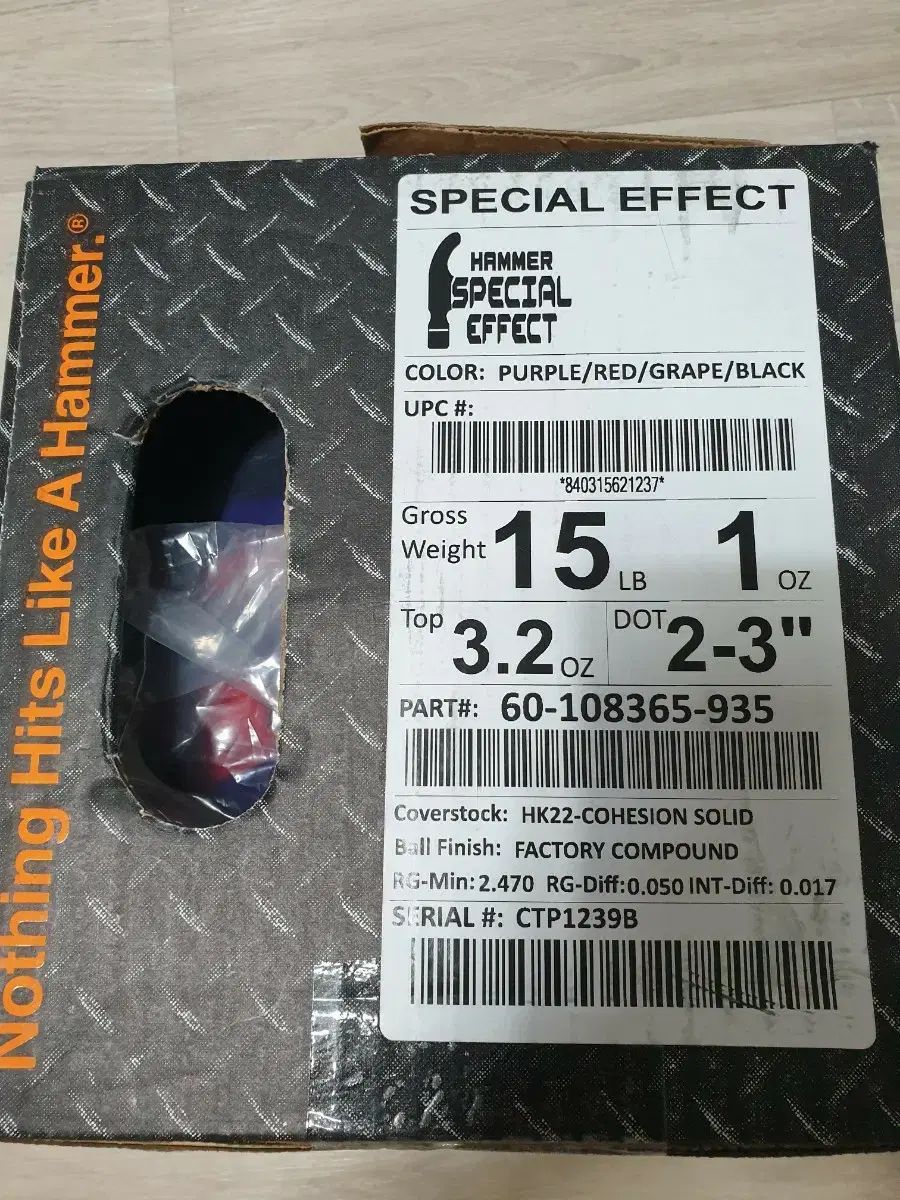 Nothing Hits Like A Hammer.®
SPECIAL EFFECT
HAMMER
SPECIAL
EFFECT
COLOR: PURPLE/RED/GRAPE/BLACK
UPC #:
*840315621237*
Gross Weight 15 LB 1 OZ
Top 3.2 OZ DOT 2-3"
PART#: 60-108365-935
Coverstock: HK22-COHESION SOLID
Ball Finish: FACTORY COMPOUND
RG-Min: 2.470 RG-Diff: 0.050 INT-Diff: 0.017
SERIAL #: CTP1239B